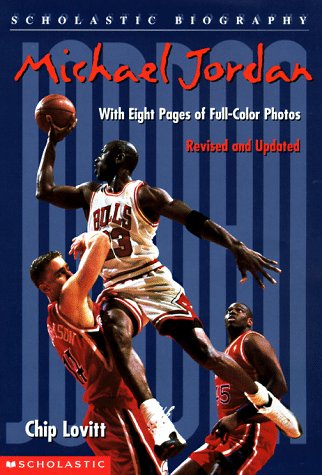 SCHOLASTIC BIOGRAPHY
Michael Jordan
With Eight Pages of Full-Color Photos
Revised and Updated
BULLS
23
Chip Lovitt
SCHOLASTIC